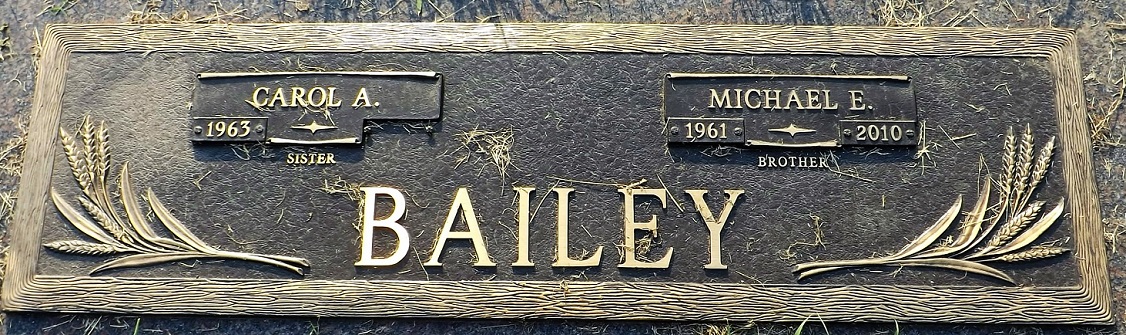 CAROL A.
1963
SISTER
MICHAEL E.
1961 2010
BROTHER
BAILEY